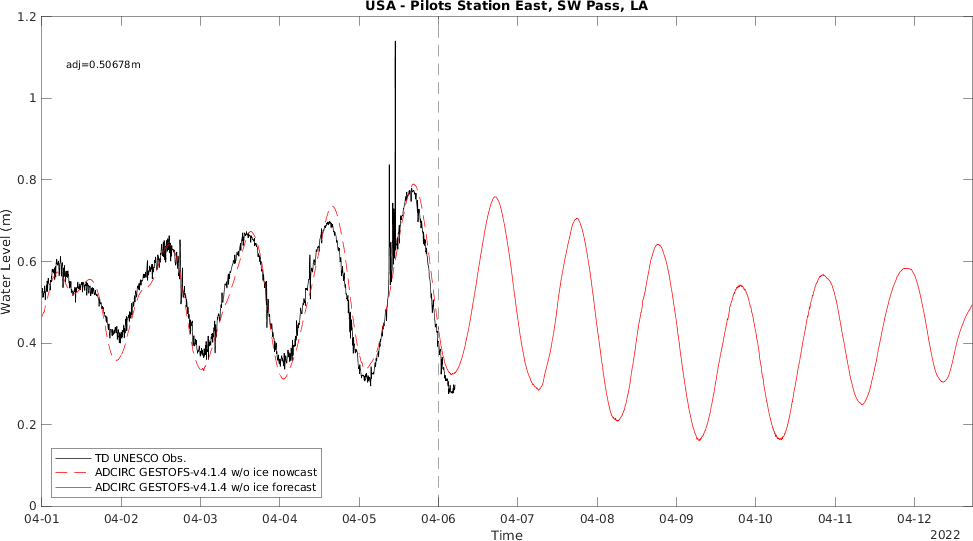 USA - Pilots Station East, SW Pass, LA
1.2
adj=0.50678m
1
0.8
0.6
0.4
0.2
0
Water Level (m)
TD UNESCO Obs.
ADCIRC GESTOFS-v4.1.4 w/o ice nowcast
ADCIRC GESTOFS-v4.1.4 w/o ice forecast
04-01 04-02 04-03 04-04 04-05 04-06 04-07 04-08 04-09 04-10 04-11 04-12
Time
2022